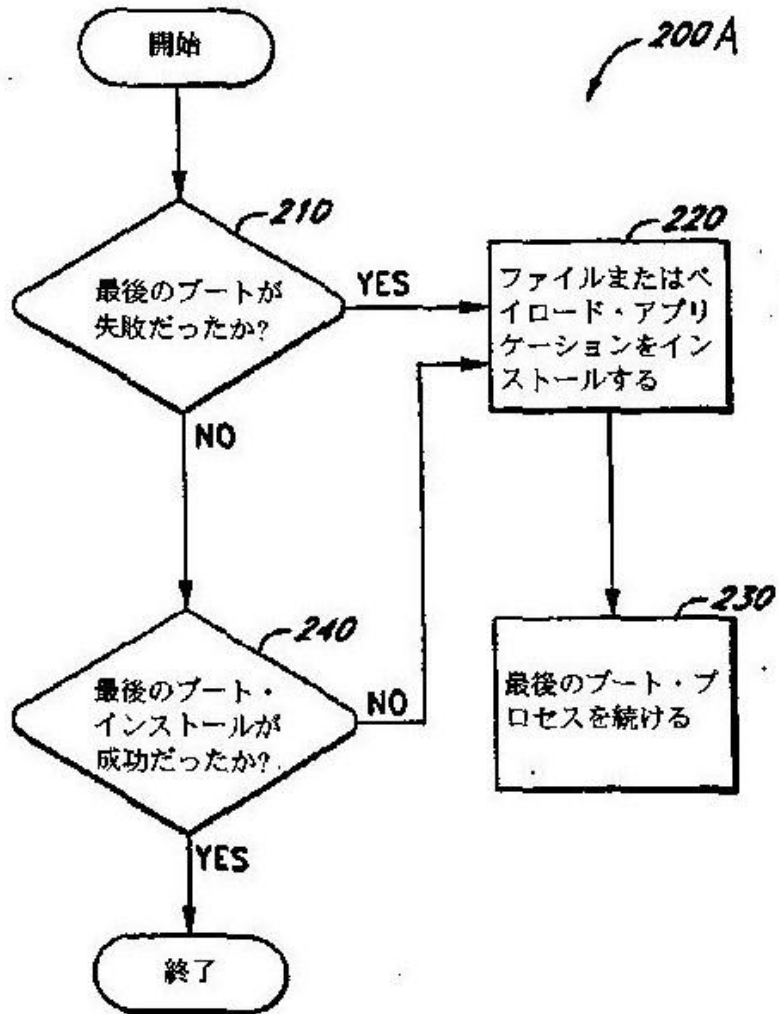 開始
200A
210
最後のブートが
失敗だったか?
YES
NO
220
ファイルまたはペ
イロード・アプリ
ケーションをイン
ストールする
230
最後のブート・プ
ロセスを続ける
240
最後のブート・
インストールが
成功だったか?
NO
YES
終了